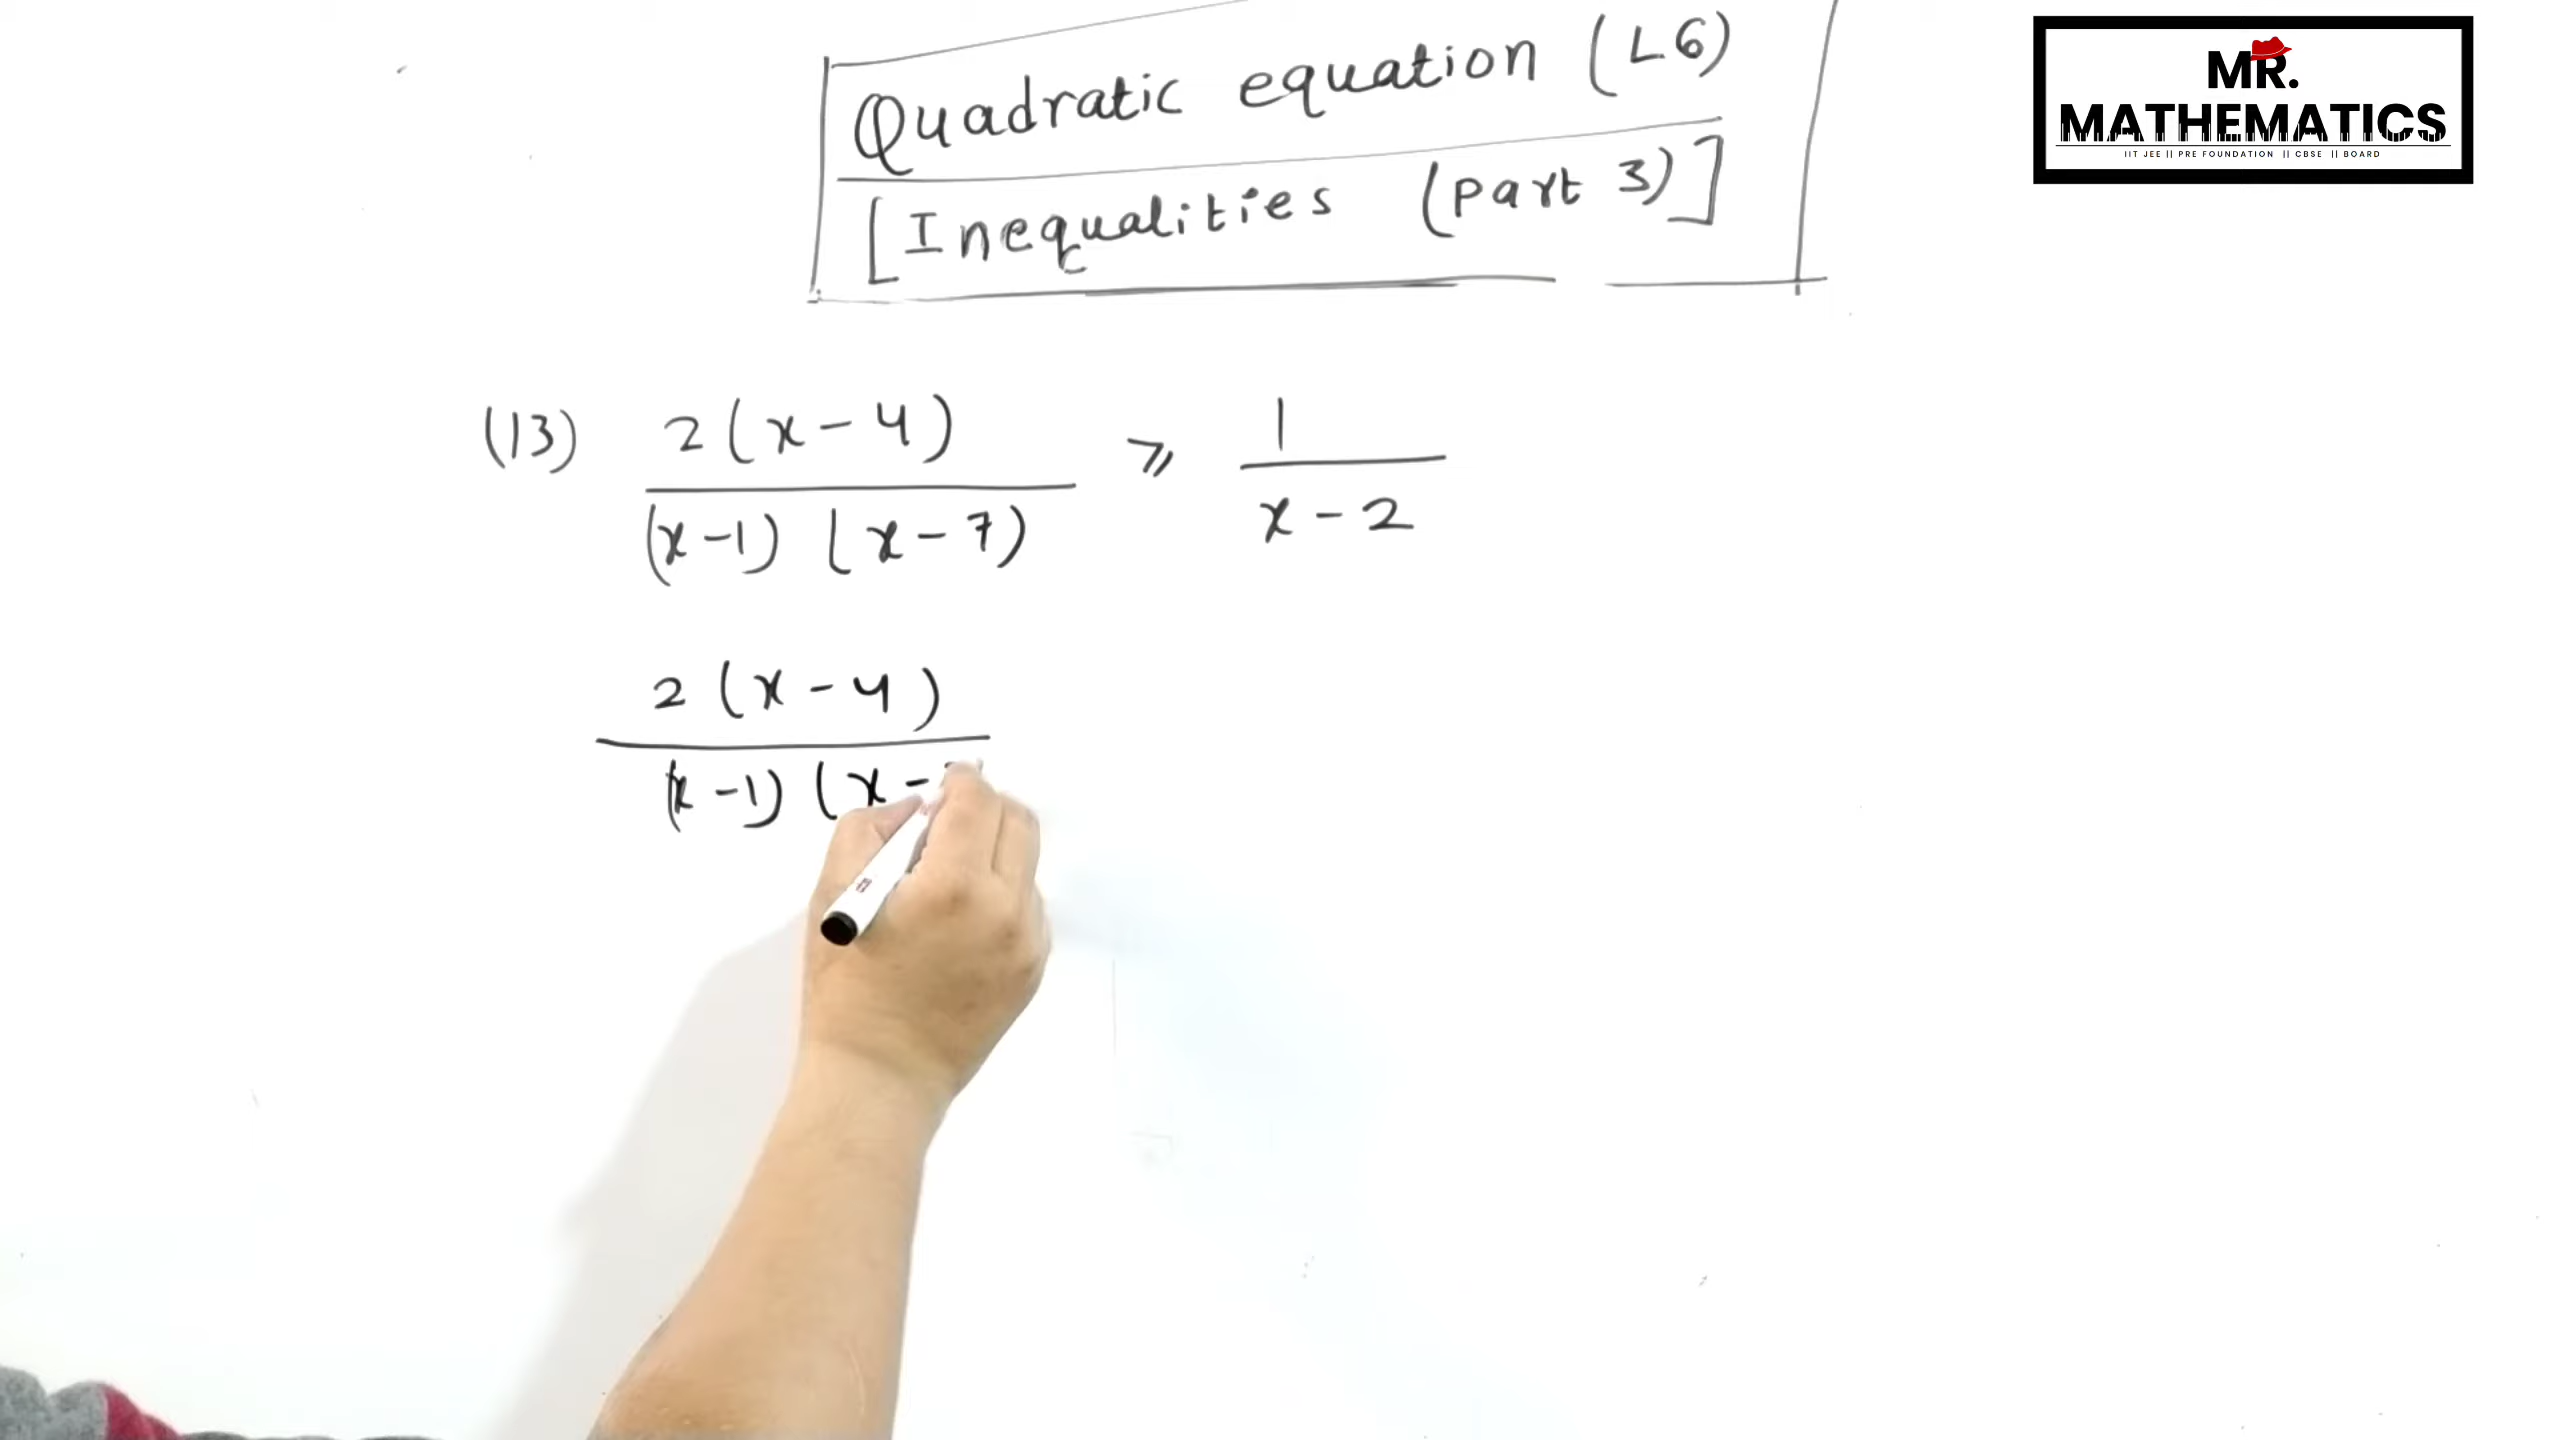 Quadratic equation (L6)
[Inequalities (part 3)]
MR.
MATHEMATICS
IIT JEE || PRE FOUNDATION || CBSE || BOARD
(13) 2(x-4) ⩾ 1
(x-1) (x-7) x-2
2(x-4)
(x-1) (x-